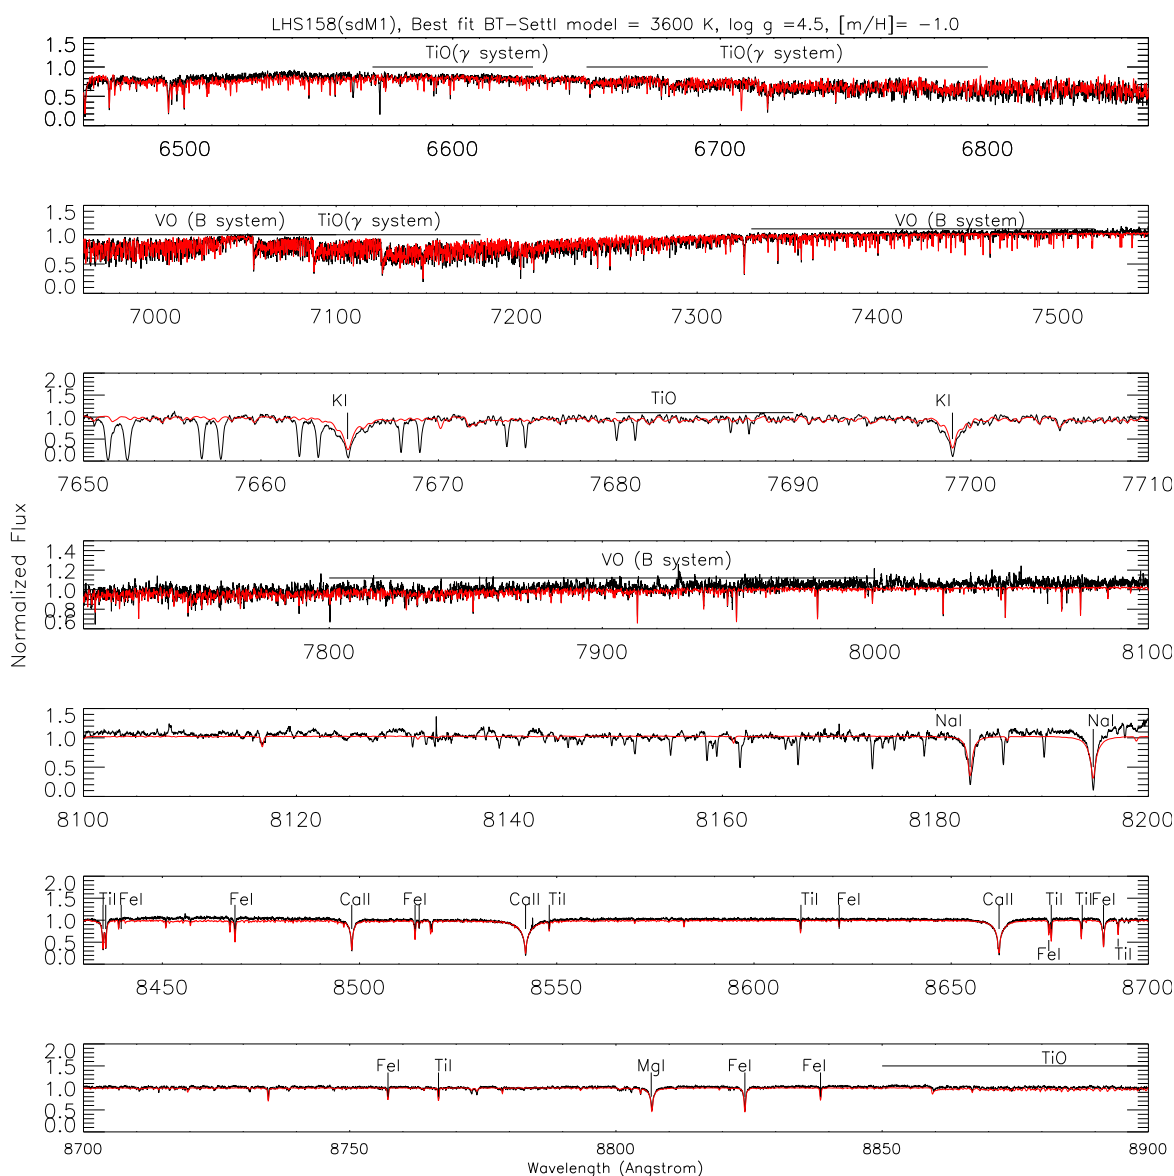 LHS158(sdM1), Best fit BT-Settl model = 3600 K, log g =4.5, [m/H]= -1.0
TiO(γ system) TiO(γ system)
1.5
1.0
0.5
0.0
6500 6600 6700 6800
VO (B system) TiO(γ system) VO (B system)
1.5
1.0
0.5
0.0
7000 7100 7200 7300 7400 7500
KI TiO KI
2.0
1.5
1.0
0.5
0.0
7650 7660 7670 7680 7690 7700 7710
Normalized Flux
VO (B system)
1.4
1.2
1.0
0.8
0.6
7800 7900 8000 8100
NaI NaI
1.5
1.0
0.5
0.0
8100 8120 8140 8160 8180 8200
TiI FeI FeI CaII FeI CaII TiI TiI FeI CaII TiI TiI FeI
2.0
1.5
1.0
0.5
0.0
FeI TiI
8450 8500 8550 8600 8650 8700
FeI TiI MgI FeI FeI TiO
2.0
1.5
1.0
0.5
0.0
8700 8750 8800 8850 8900
Wavelength (Angstrom)